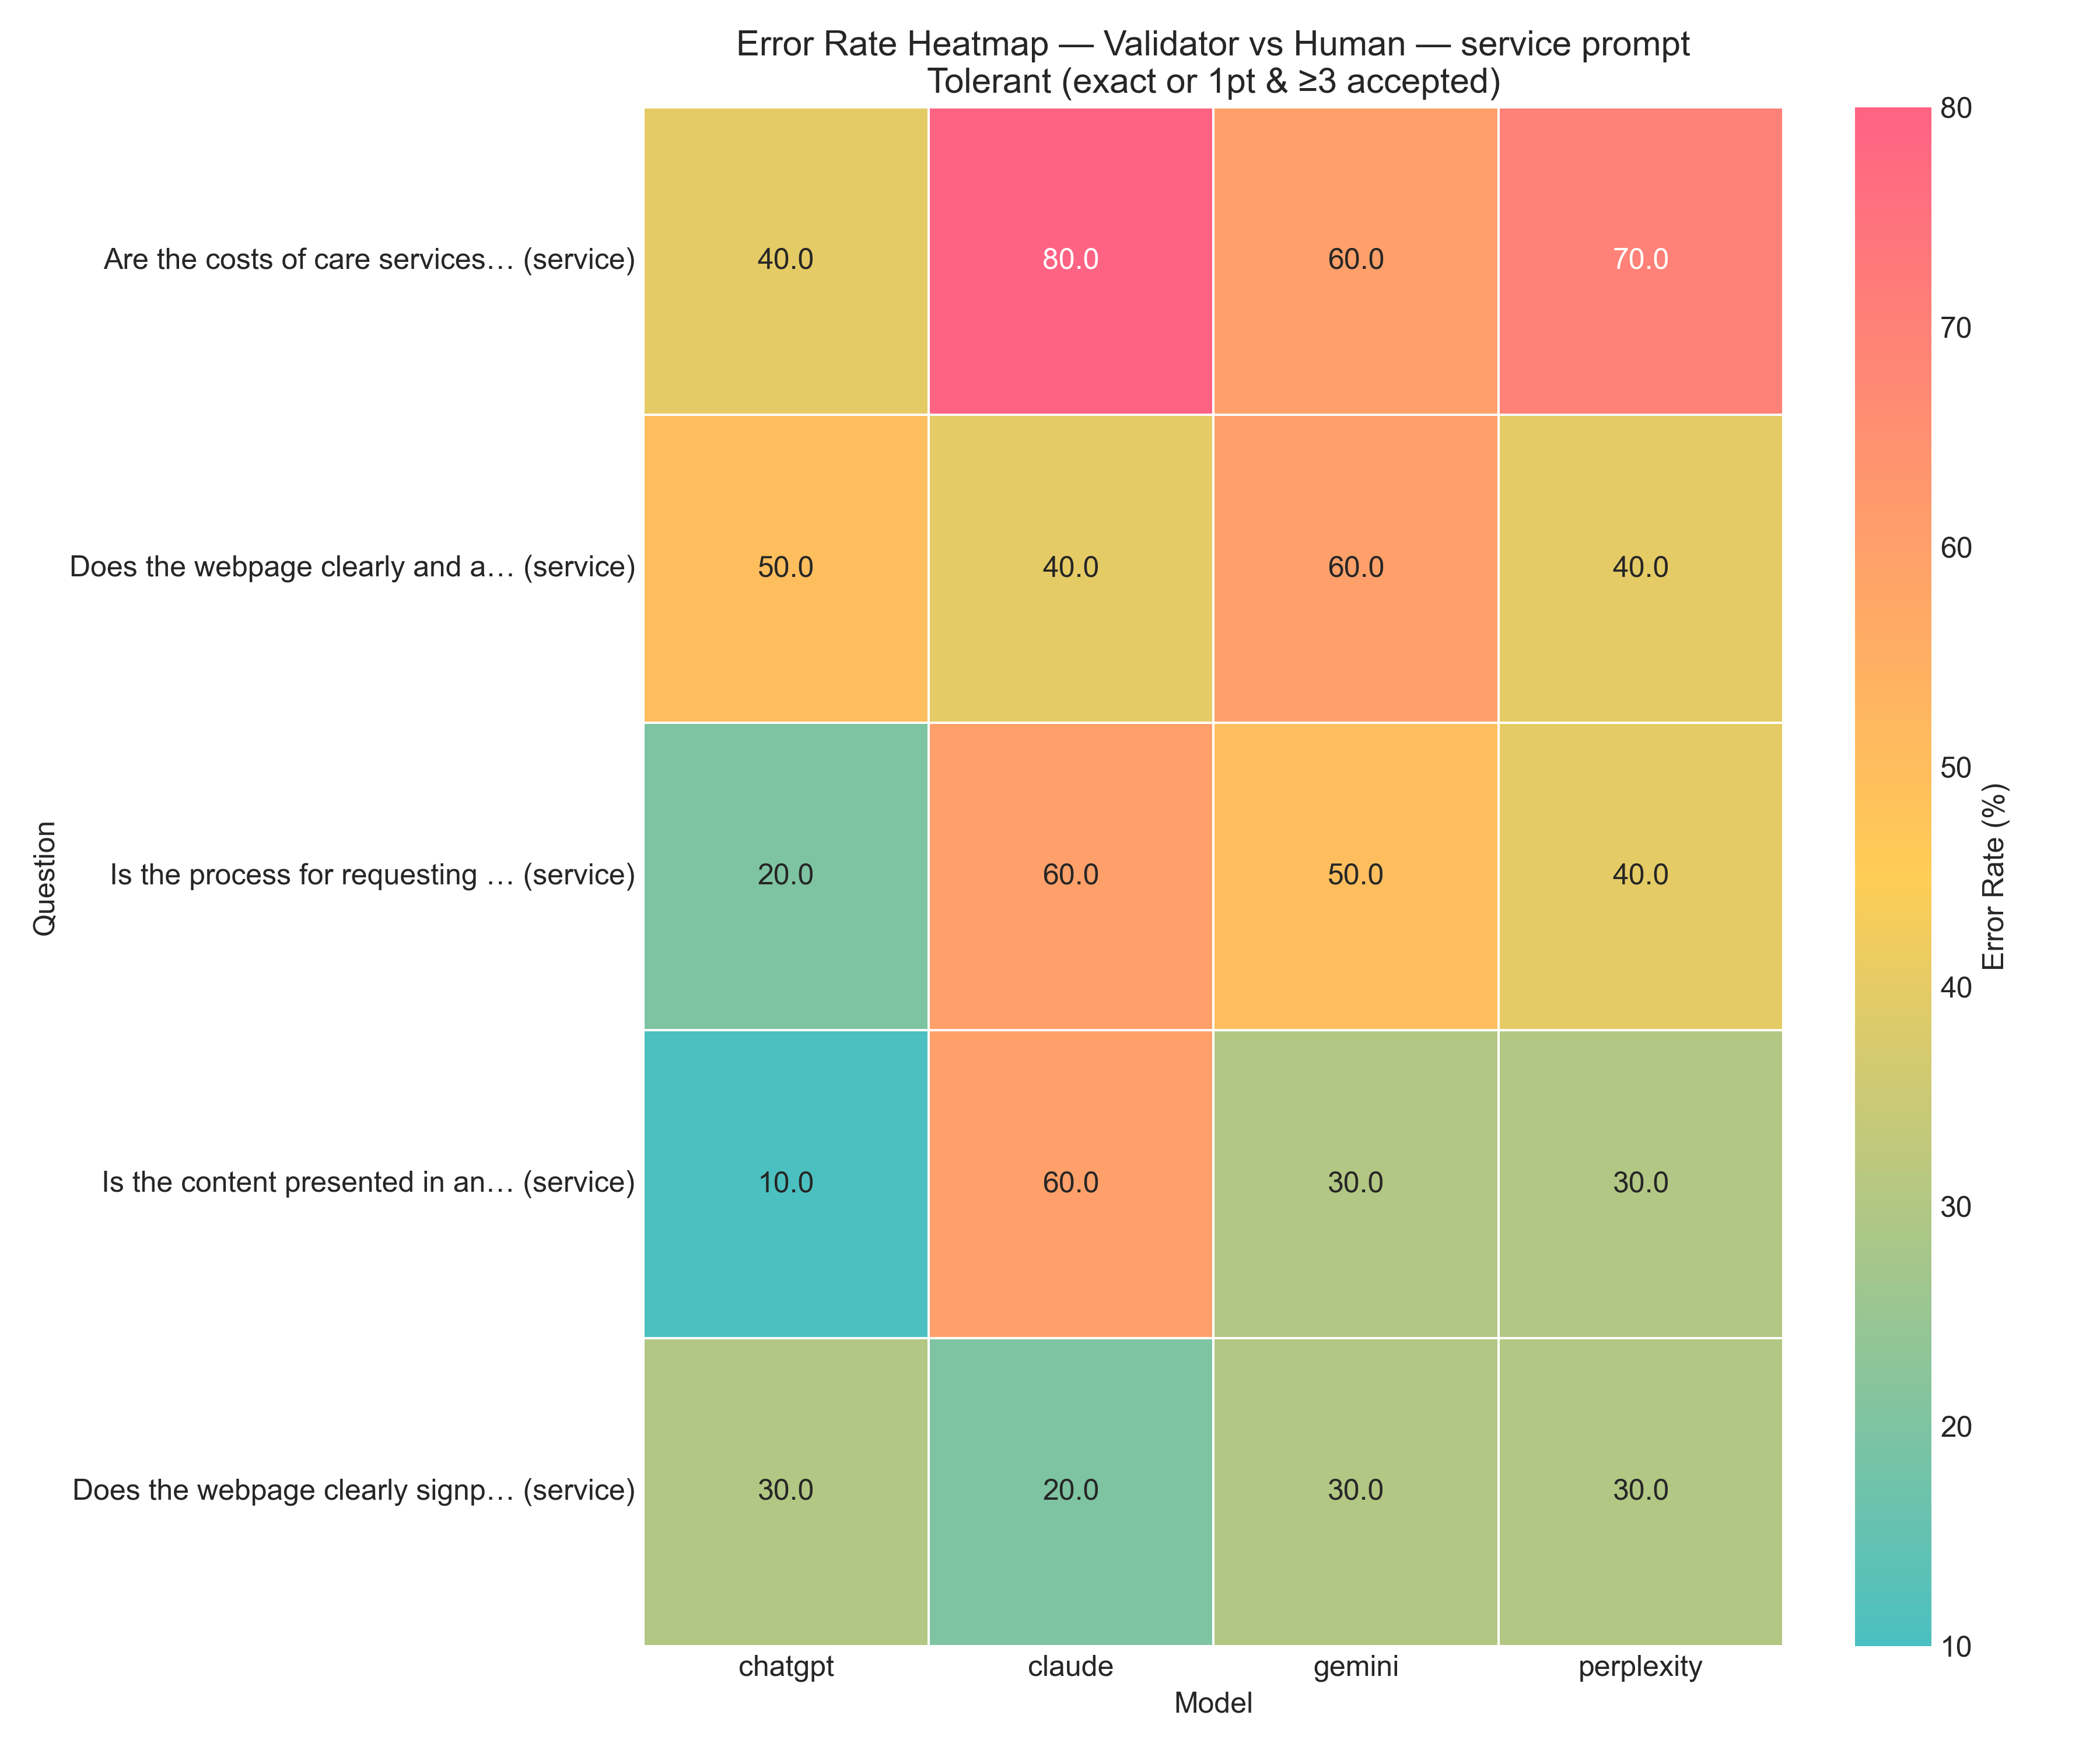 Error Rate Heatmap — Validator vs Human — service prompt
Tolerant (exact or 1pt & ≥3 accepted)
Question
Are the costs of care services… (service)
40.0 80.0 60.0 70.0
Does the webpage clearly and a… (service)
50.0 40.0 60.0 40.0
Is the process for requesting … (service)
20.0 60.0 50.0 40.0
Is the content presented in an… (service)
10.0 60.0 30.0 30.0
Does the webpage clearly signp… (service)
30.0 20.0 30.0 30.0
chatgpt claude gemini perplexity
Model
80
70
60
50
40
30
20
10
Error Rate (%)